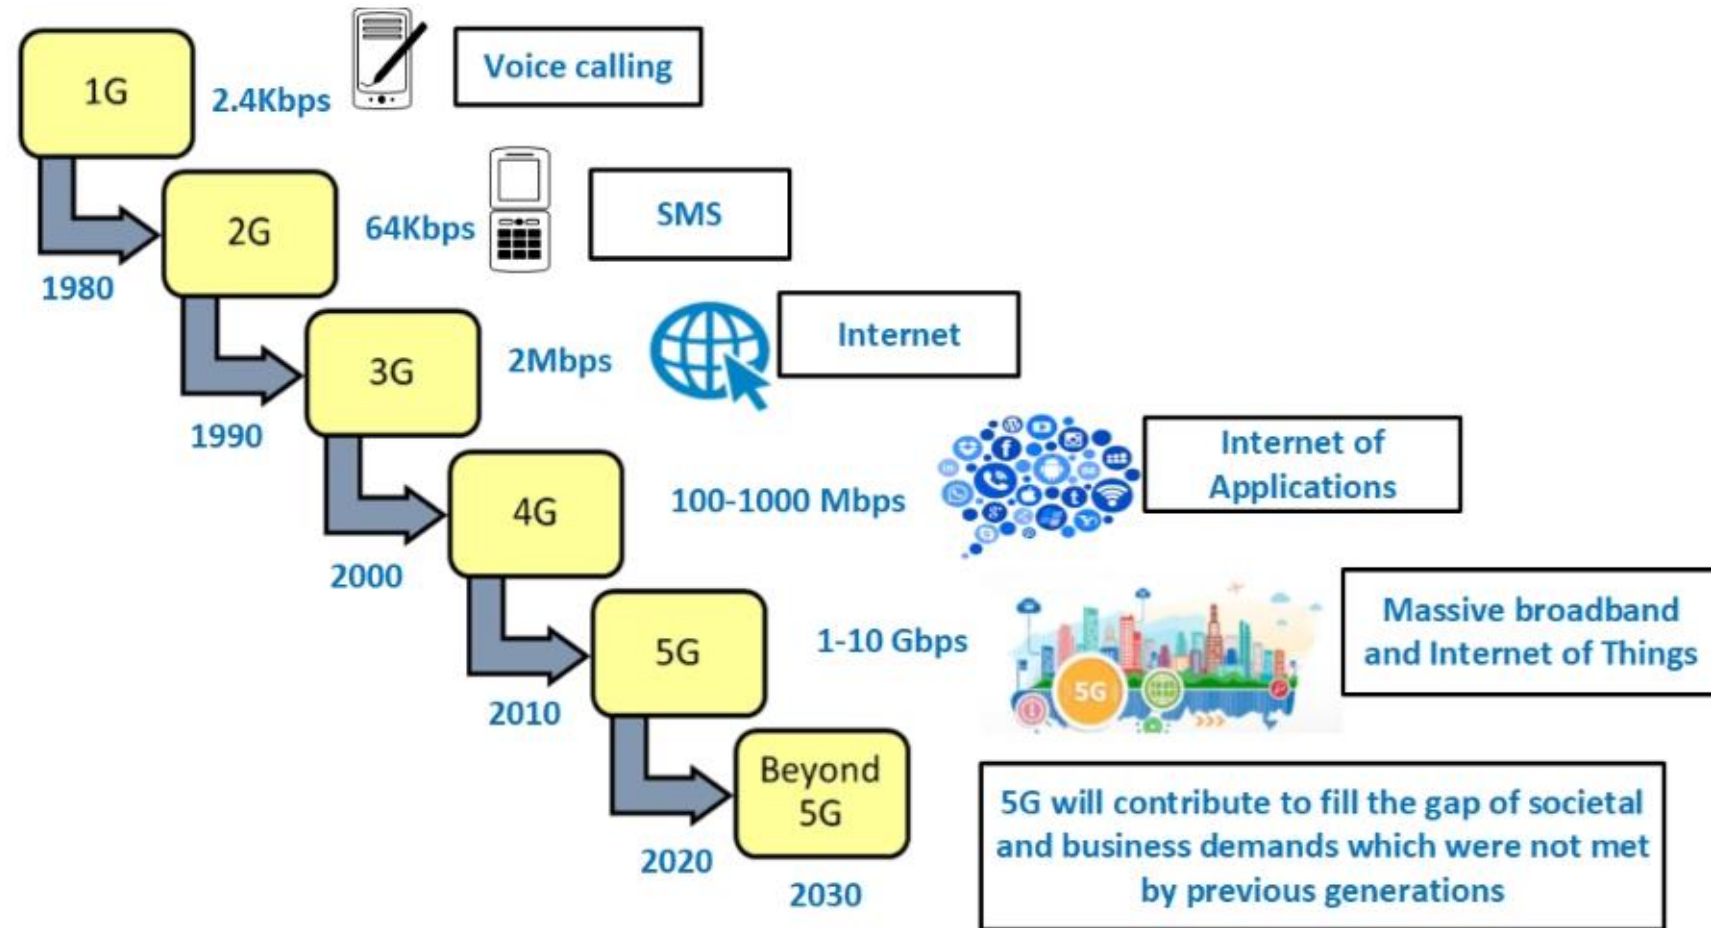 1G
2.4Kbps
Voice calling
1980
2G
64Kbps
SMS
1990
3G
2Mbps
Internet
2000
4G
100-1000 Mbps
Internet of
Applications
2010
5G
1-10 Gbps
5G
Massive broadband
and Internet of Things
2020
Beyond
5G
2030
5G will contribute to fill the gap of societal
and business demands which were not met
by previous generations